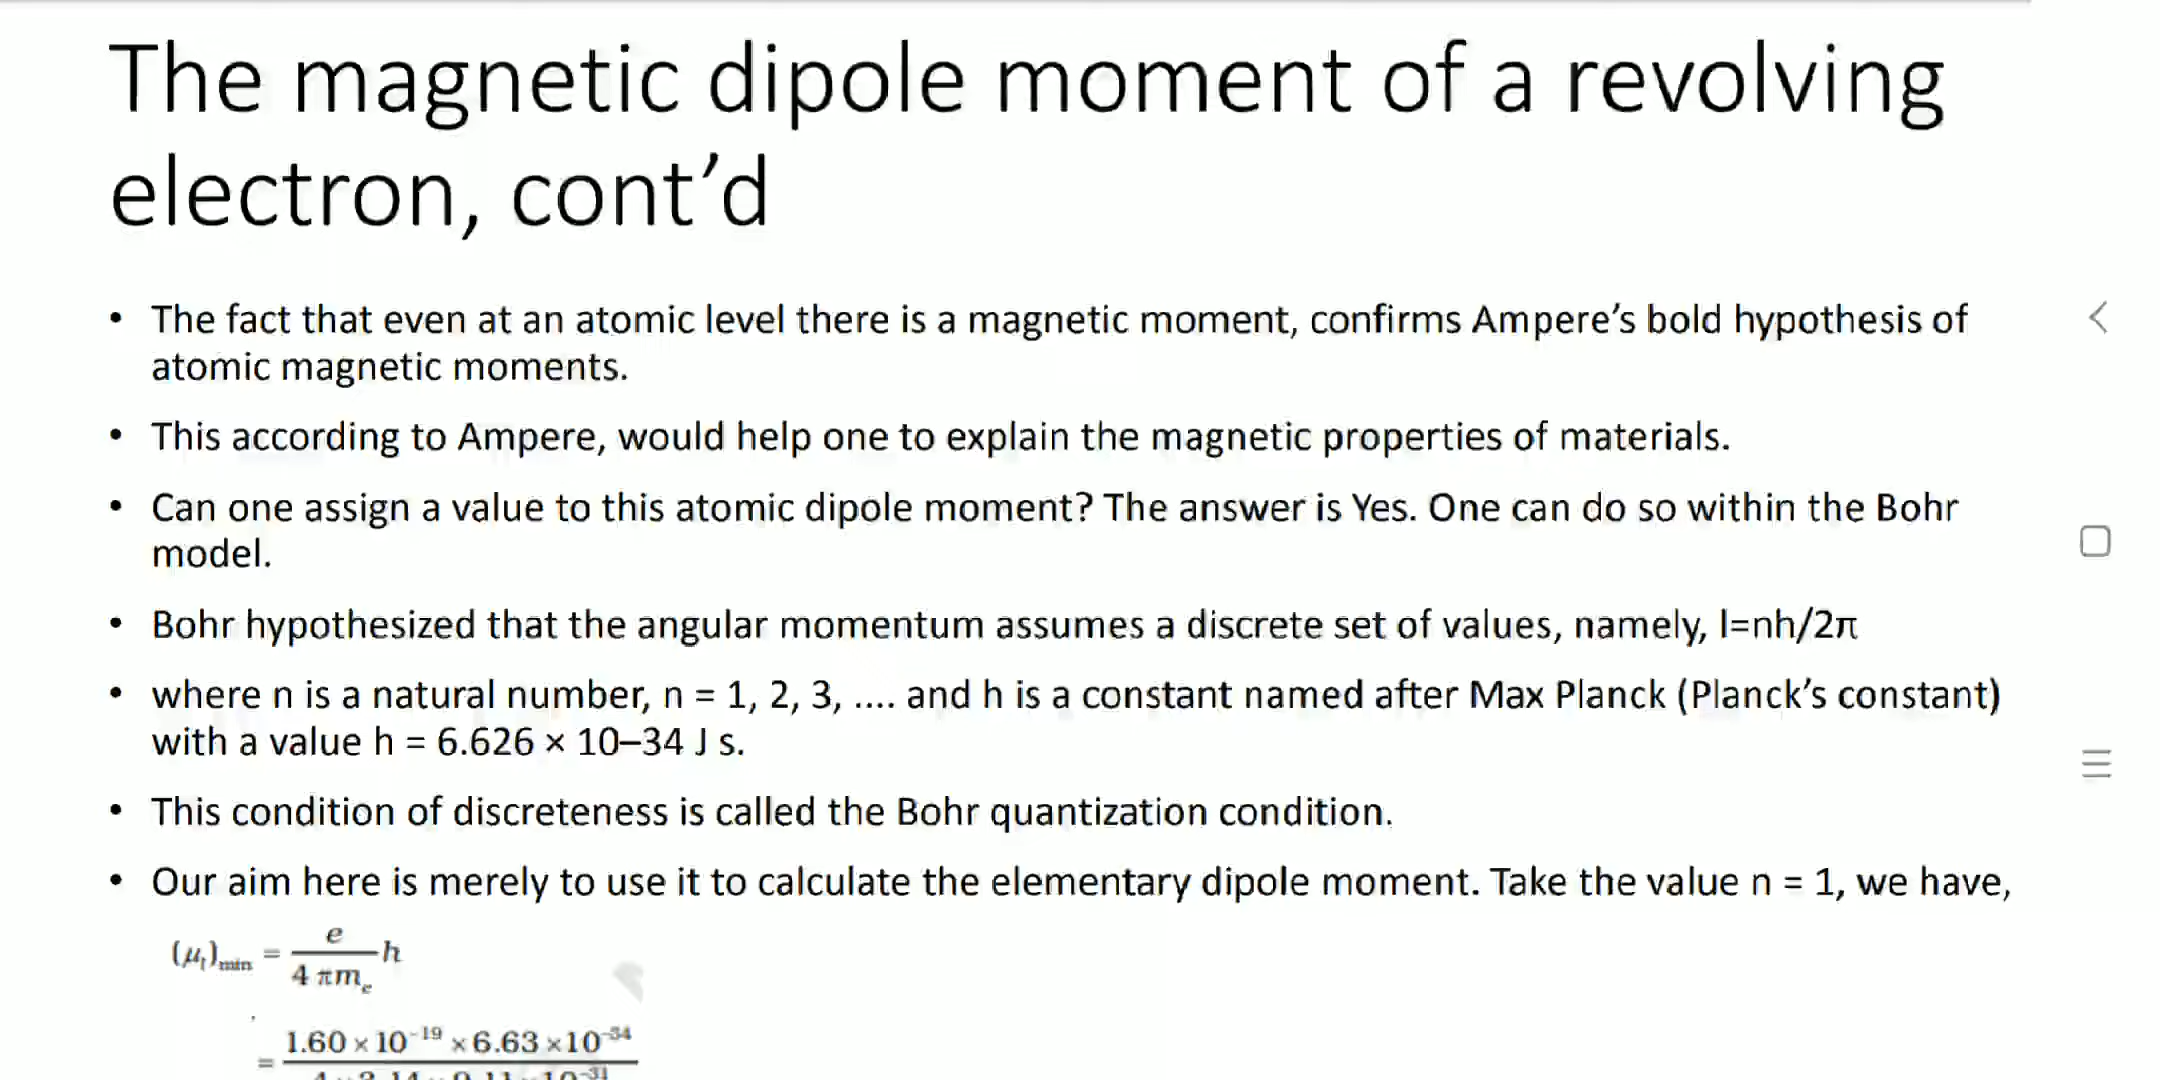 The magnetic dipole moment of a revolving
electron, cont’d
• The fact that even at an atomic level there is a magnetic moment, confirms Ampere’s bold hypothesis of
atomic magnetic moments.
• This according to Ampere, would help one to explain the magnetic properties of materials.
• Can one assign a value to this atomic dipole moment? The answer is Yes. One can do so within the Bohr
model.
• Bohr hypothesized that the angular momentum assumes a discrete set of values, namely, l=nh/2π
• where n is a natural number, n = 1, 2, 3, .... and h is a constant named after Max Planck (Planck’s constant)
with a value h = 6.626 × 10–34 J s.
• This condition of discreteness is called the Bohr quantization condition.
• Our aim here is merely to use it to calculate the elementary dipole moment. Take the value n = 1, we have,
(μ_l)_min = e / (4 πm_e) h
= 1.60 × 10^-19 × 6.63 × 10^-34